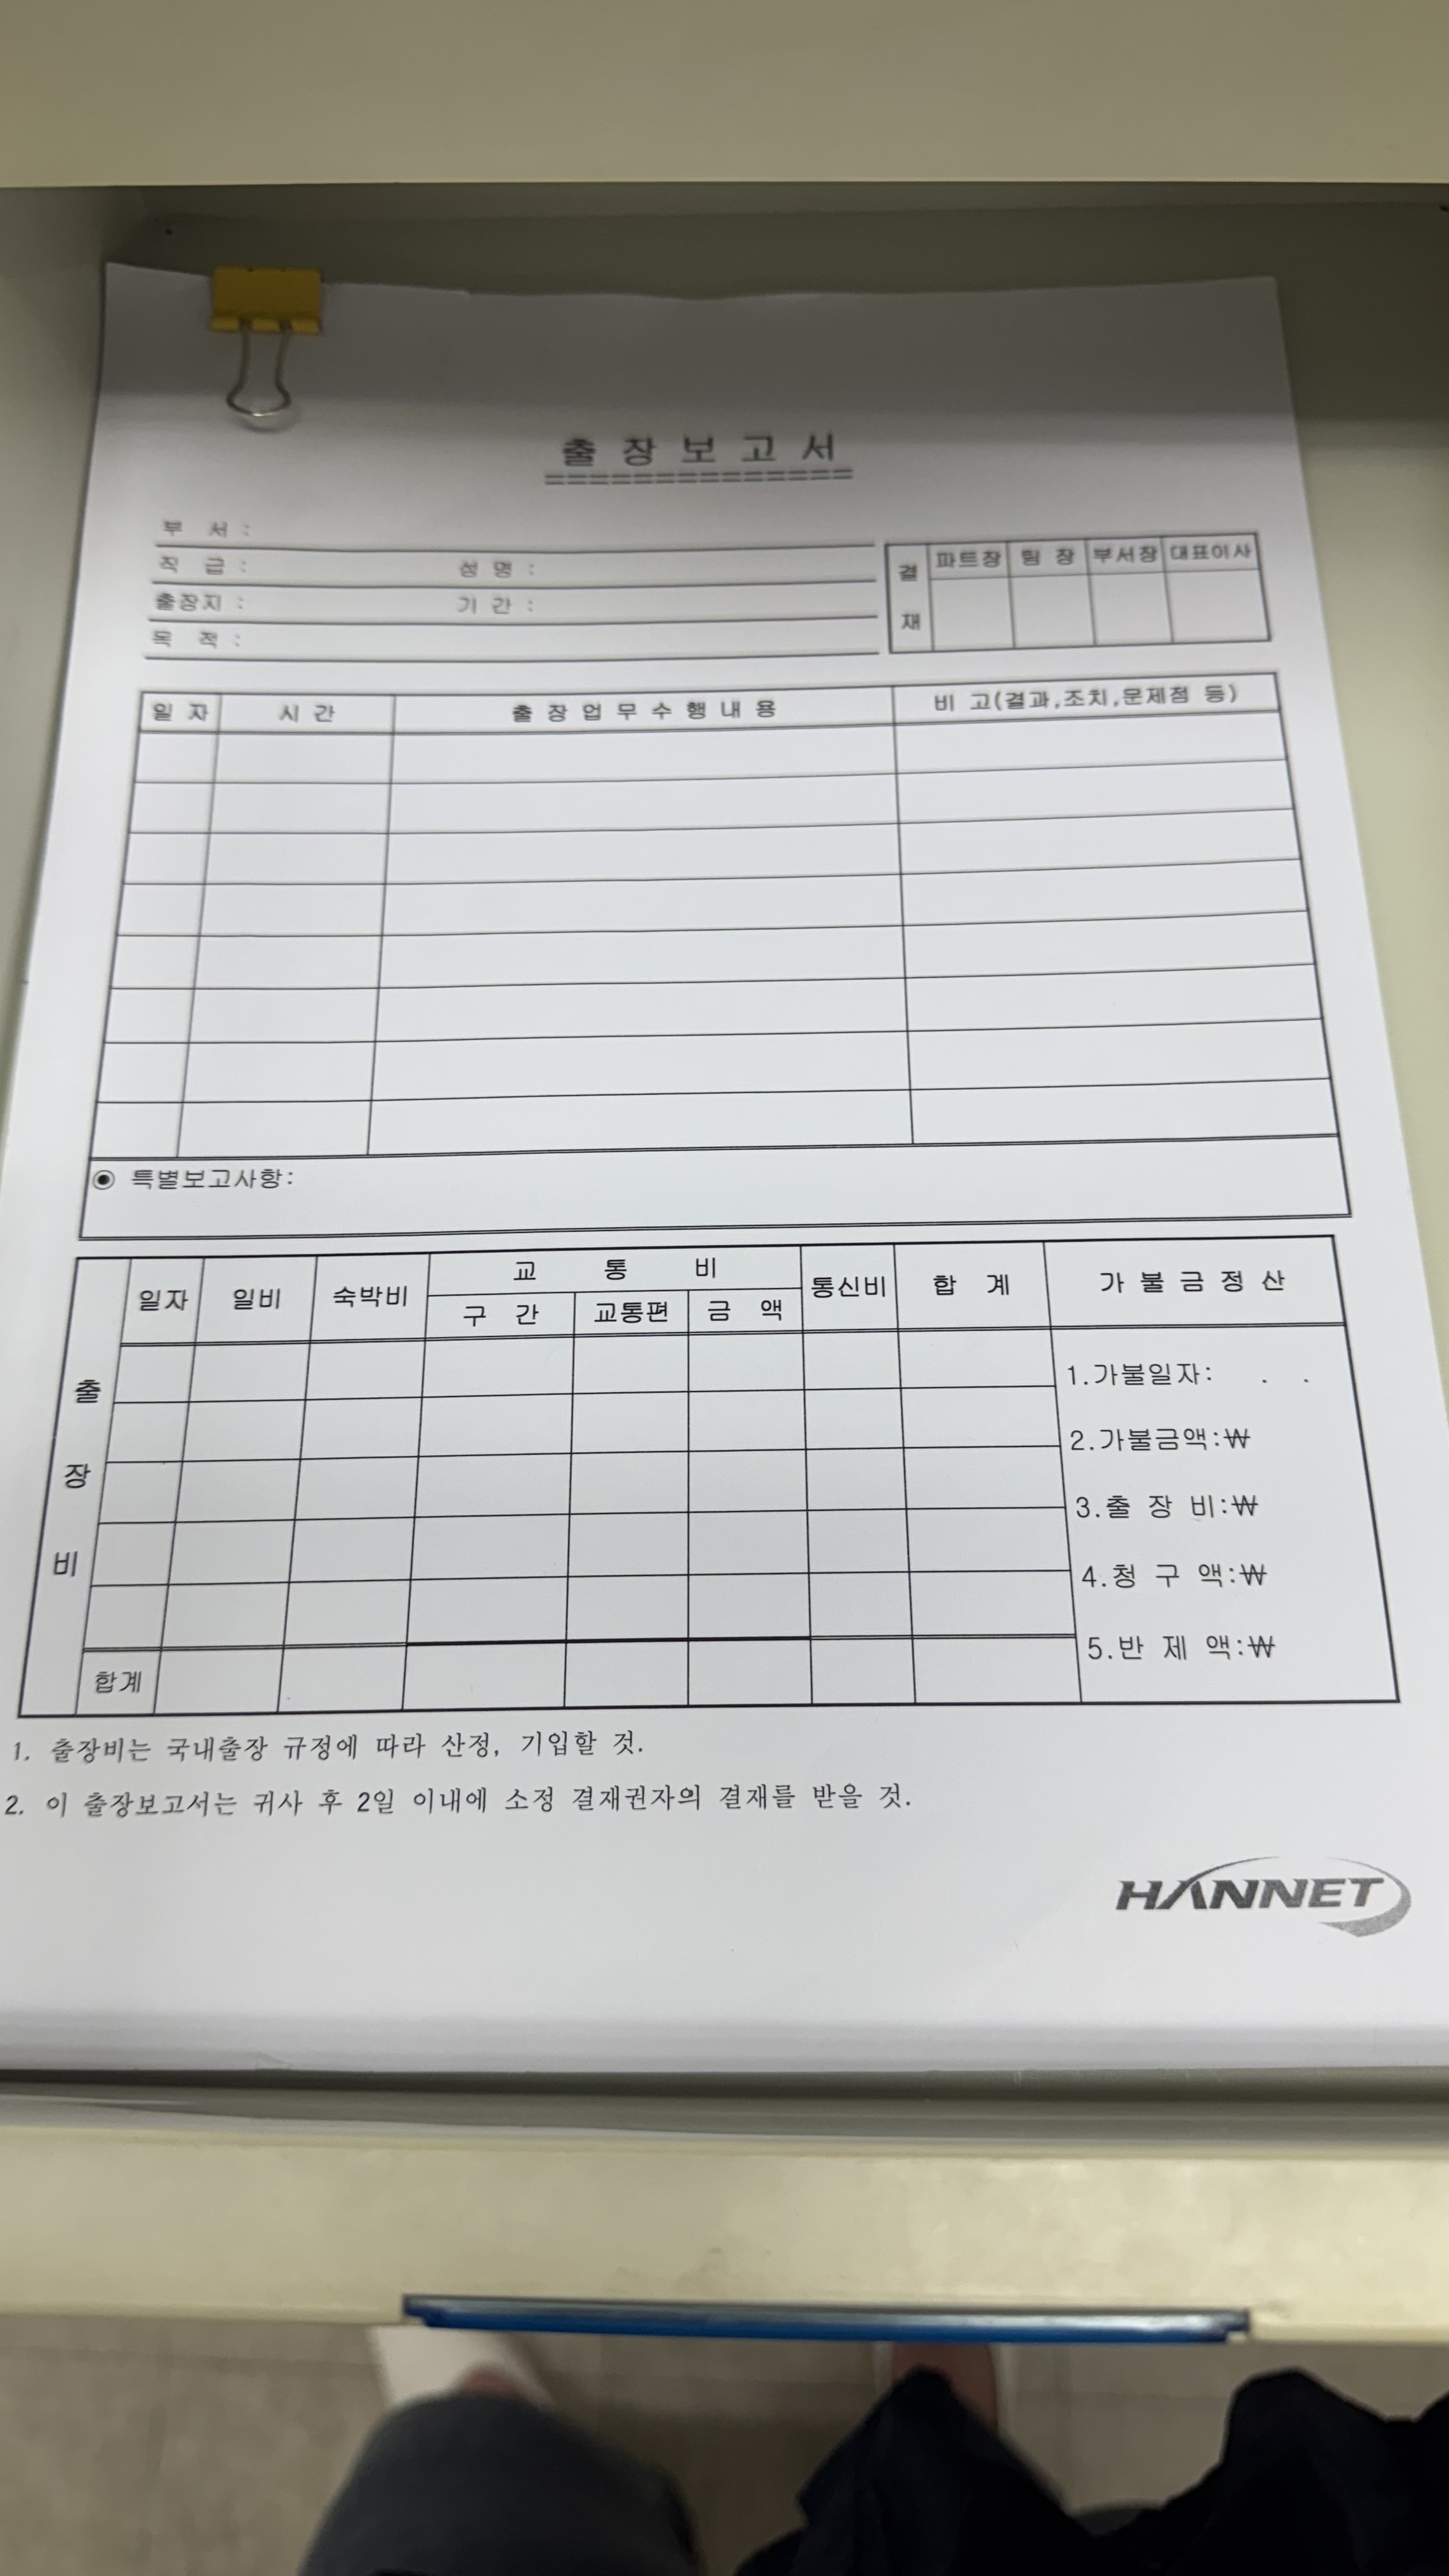 출 장 보 고 서
==============
부 서 :
직 급 : 성 명 :
출장지 : 기 간 :
목 적 :
결 재 파트장 팀 장 부서장 대표이사
일 자 시 간 출 장 업 무 수 행 내 용 비 고(결과,조치,문제점 등)
◉ 특별보고사항:
출 장 비
일자 일비 숙박비 교 통 비 통신비 합 계 가 불 금 정 산
구 간 교통편 금 액
1.가불일자: . .
2.가불금액:₩
3.출 장 비:₩
4.청 구 액:₩
5.반 제 액:₩
합계
1. 출장비는 국내출장 규정에 따라 산정, 기입할 것.
2. 이 출장보고서는 귀사 후 2일 이내에 소정 결재권자의 결재를 받을 것.
HANNET